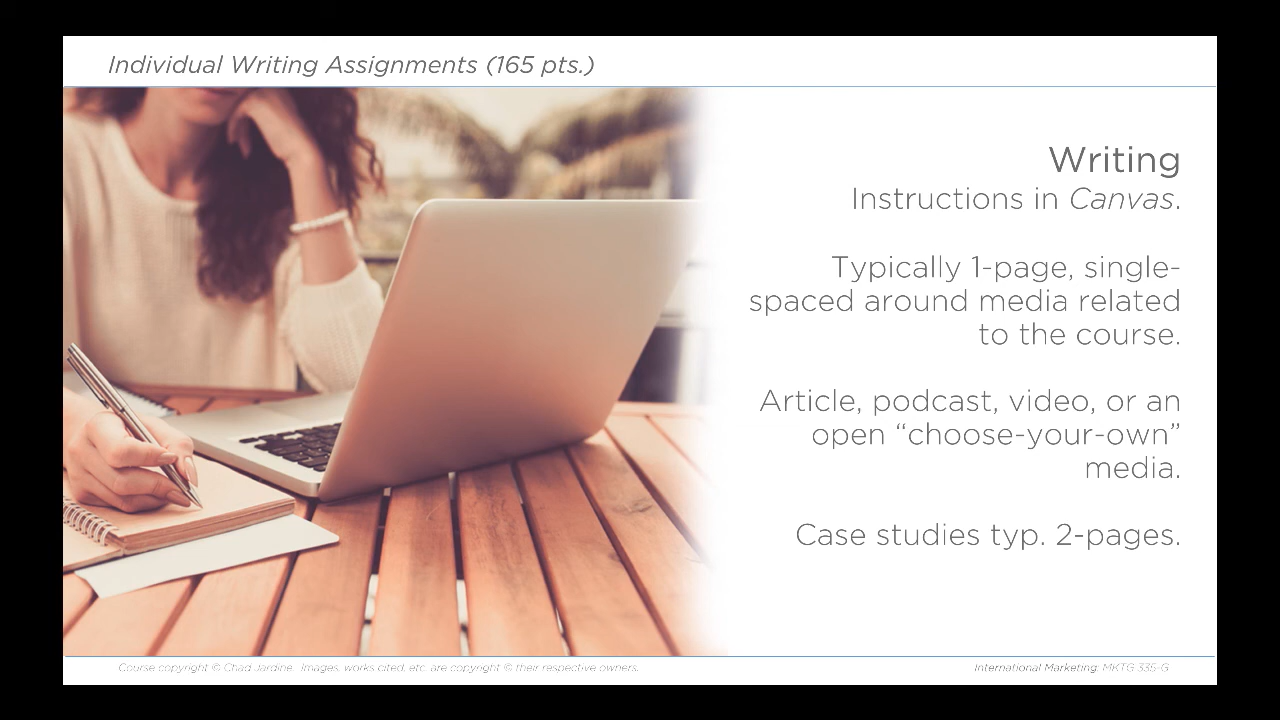 Individual Writing Assignments (165 pts.)
Writing
Instructions in Canvas.
Typically 1-page, single-
spaced around media related
to the course.
Article, podcast, video, or an
open “choose-your-own”
media.
Case studies typ. 2-pages.
Course copyright © Chad Jardine. Images, works cited, etc. are copyright © their respective owners.
International Marketing: MKTG 335-G